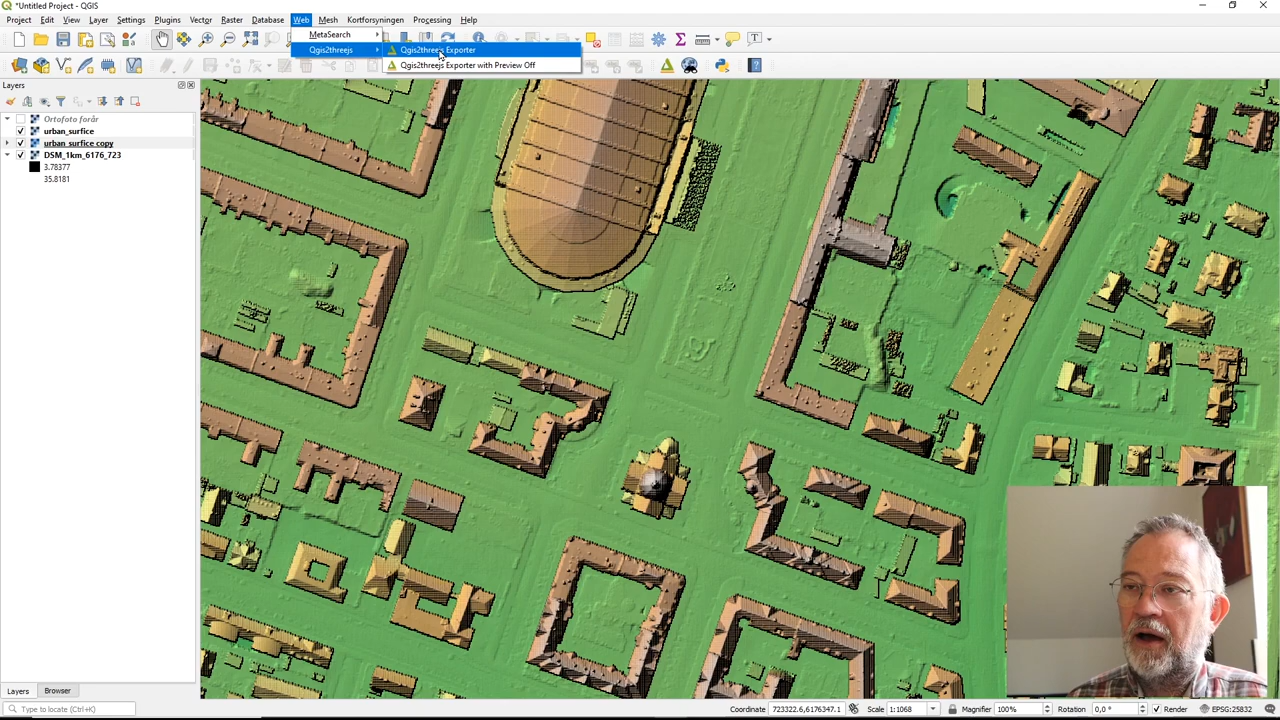 *Untitled Project - QGIS
Project Edit View Layer Settings Plugins Vector Raster Database Web Mesh Kortforsyningen Processing Help
MetaSearch
Qgis2threejs
Qgis2threejs Exporter
Qgis2threejs Exporter with Preview Off
Layers
Ortofoto forår
urban_surfice
urban_surfice copy
DSM_1km_6176_723
3.78377
35.8181
Layers Browser
Type to locate (Ctrl+K)
Coordinate 723322.6,6176347.1 Scale 1:1068 Magnifier 100% Rotation 0,0 ° Render EPSG:25832